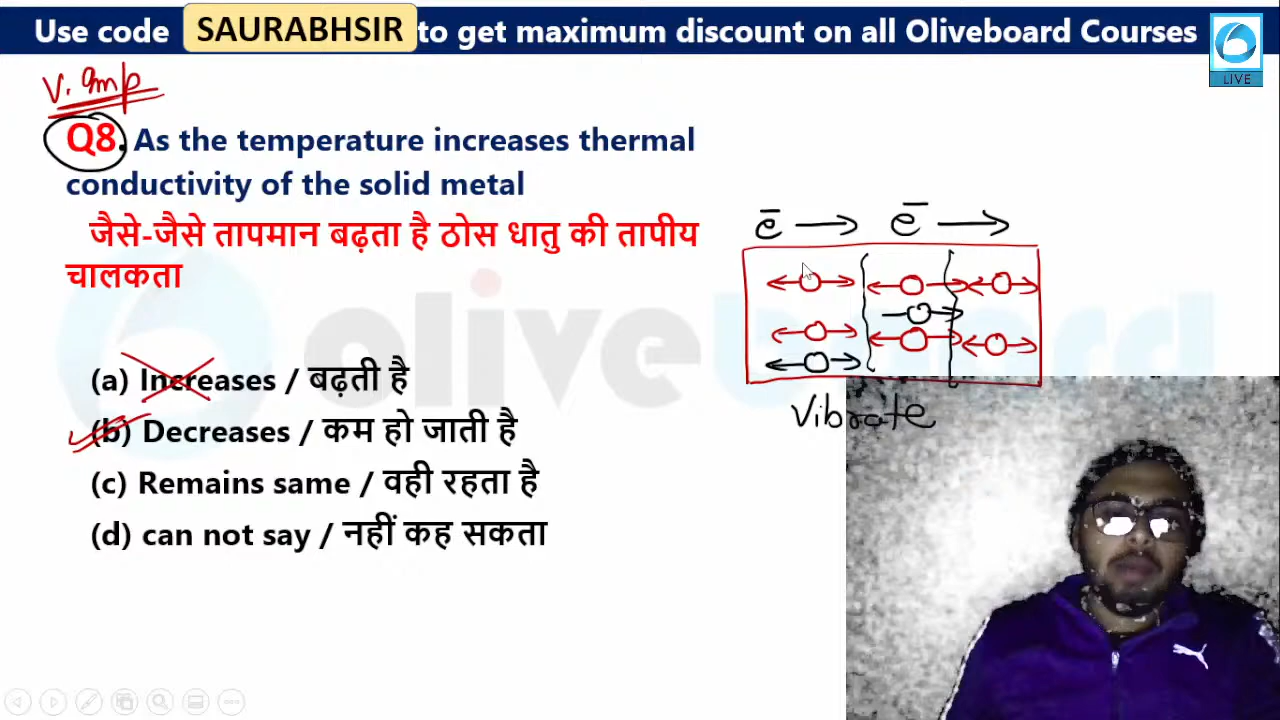 Use code SAURABHSIR to get maximum discount on all Oliveboard Courses
LIVE
V. Imp
Q8. As the temperature increases thermal
conductivity of the solid metal
जैसे-जैसे तापमान बढ़ता है ठोस धातु की तापीय
चालकता
e⁻ → e⁻ →
oliveboard
(a) Increases / बढ़ती है
(b) Decreases / कम हो जाती है
Vibrate
(c) Remains same / वही रहता है
(d) can not say / नहीं कह सकता